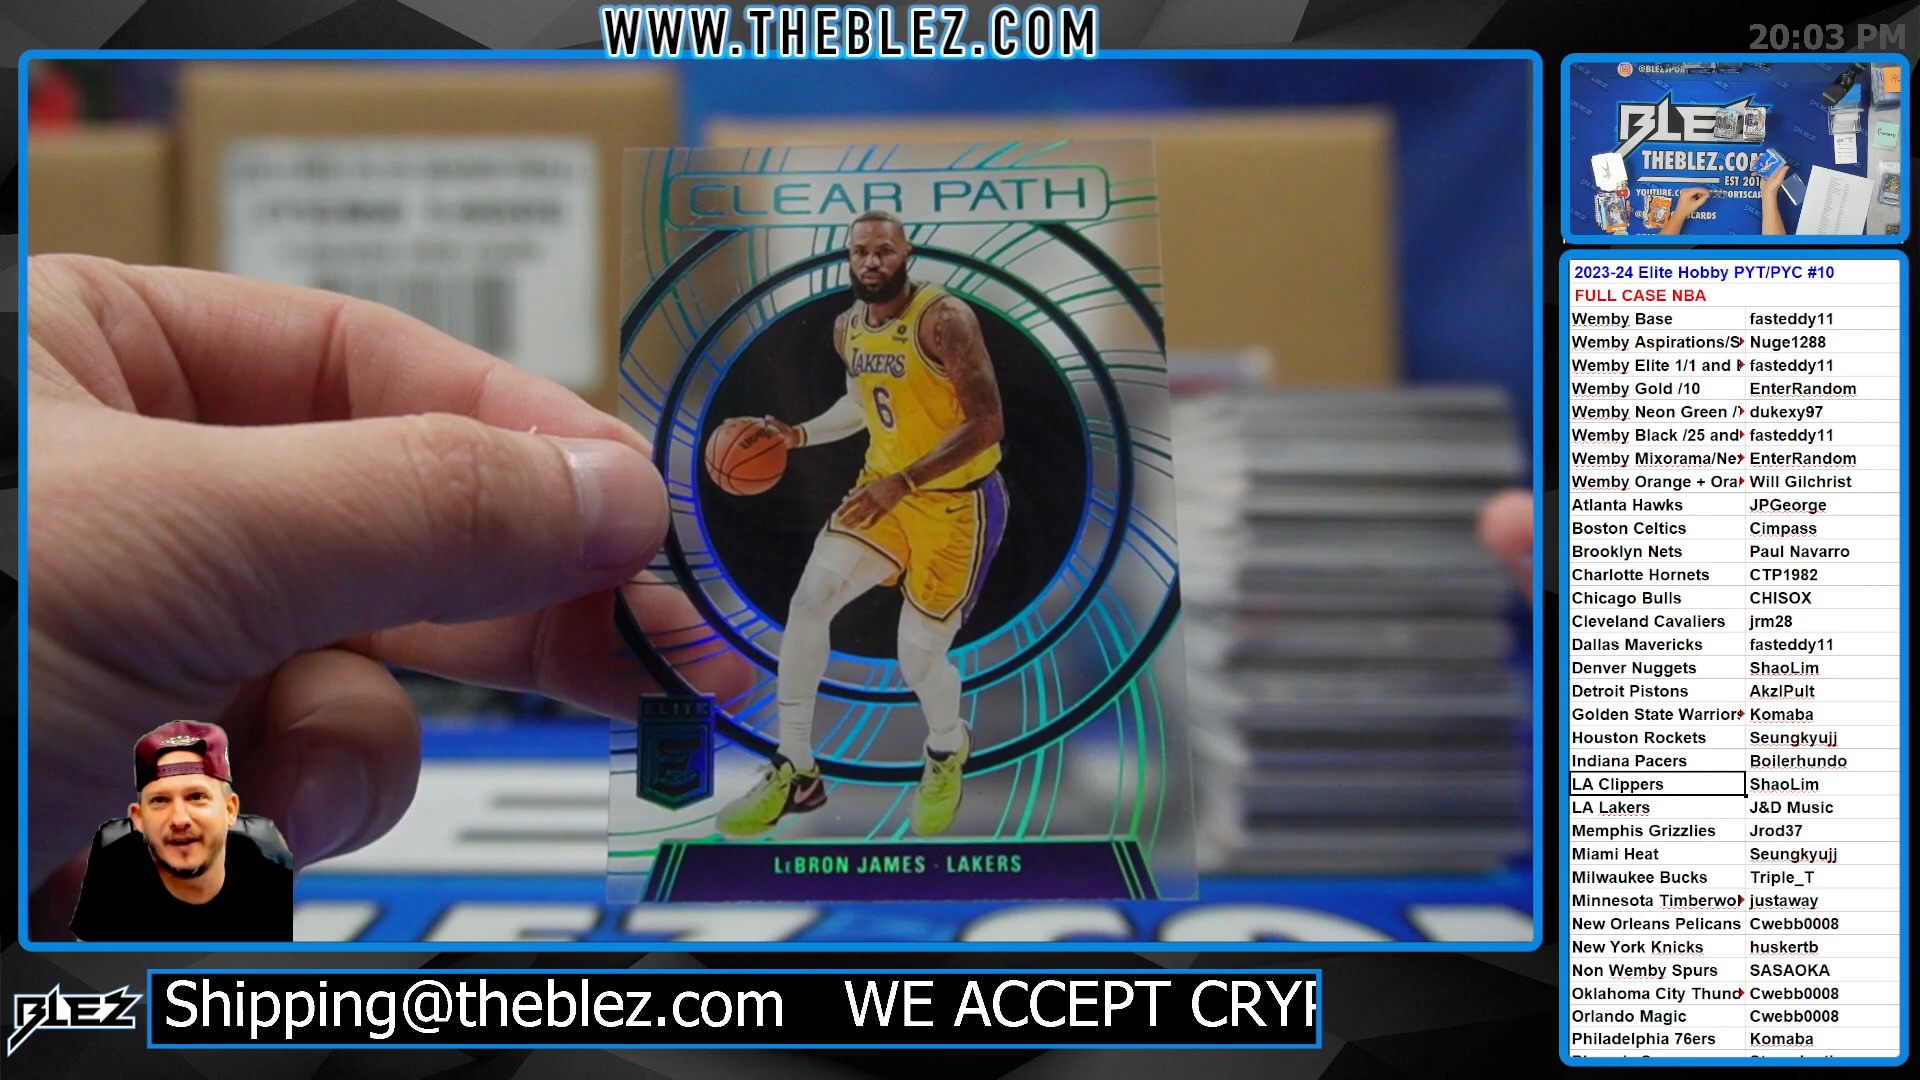 WWW.THEBLEZ.COM
20:03 PM
CLEAR PATH
LAKERS
6
ELITE
E
LEBRON JAMES · LAKERS
BLEZ
THEBLEZ.COM
2023-24 Elite Hobby PYT/PYC #10
FULL CASE NBA
Wemby Base fasteddy11
Wemby Aspirations/S Nuge1288
Wemby Elite 1/1 and fasteddy11
Wemby Gold /10 EnterRandom
Wemby Neon Green / dukexy97
Wemby Black /25 and fasteddy11
Wemby Mixorama/Nex EnterRandom
Wemby Orange + Ora Will Gilchrist
Atlanta Hawks JPGeorge
Boston Celtics Cimpass
Brooklyn Nets Paul Navarro
Charlotte Hornets CTP1982
Chicago Bulls CHISOX
Cleveland Cavaliers jrm28
Dallas Mavericks fasteddy11
Denver Nuggets ShaoLim
Detroit Pistons AkzlPult
Golden State Warriors Komaba
Houston Rockets Seungkyujj
Indiana Pacers Boilerhundo
LA Clippers ShaoLim
LA Lakers J&D Music
Memphis Grizzlies Jrod37
Miami Heat Seungkyujj
Milwaukee Bucks Triple_T
Minnesota Timberwol justaway
New Orleans Pelicans Cwebb0008
New York Knicks huskertb
Non Wemby Spurs SASAOKA
Oklahoma City Thund Cwebb0008
Orlando Magic Cwebb0008
Philadelphia 76ers Komaba
BLEZ
Shipping@theblez.com WE ACCEPT CRYP